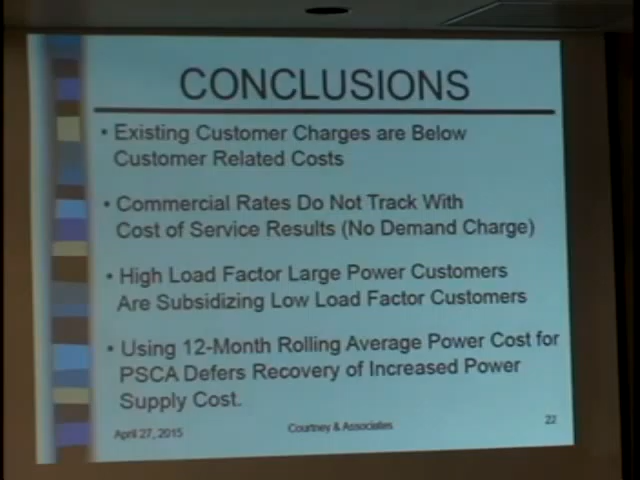 CONCLUSIONS
• Existing Customer Charges are Below
Customer Related Costs
• Commercial Rates Do Not Track With
Cost of Service Results (No Demand Charge)
• High Load Factor Large Power Customers
Are Subsidizing Low Load Factor Customers
• Using 12-Month Rolling Average Power Cost for
PSCA Defers Recovery of Increased Power
Supply Cost.
April 27, 2015
Courtney & Associates
22